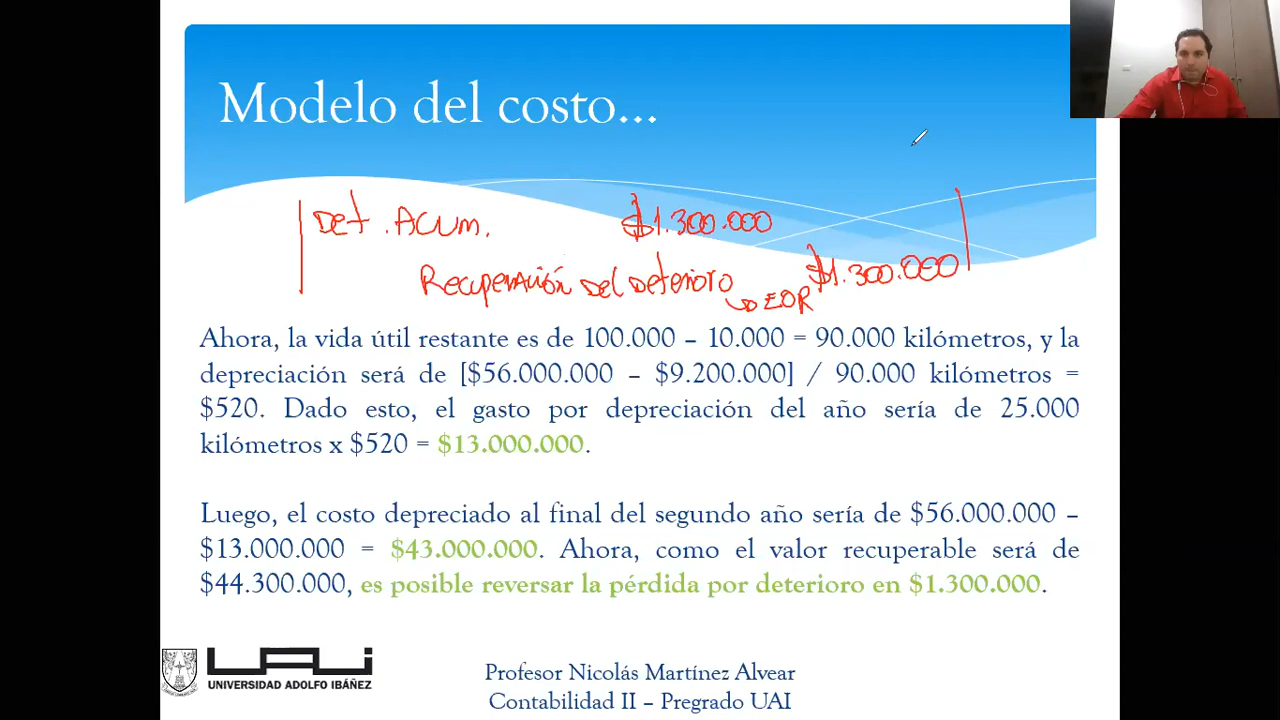 Modelo del costo...
Det. Acum. $1.300.000
Recuperación del deterioro $1.300.000
EOR
Ahora, la vida útil restante es de 100.000 – 10.000 = 90.000 kilómetros, y la
depreciación será de [$56.000.000 – $9.200.000] / 90.000 kilómetros =
$520. Dado esto, el gasto por depreciación del año sería de 25.000
kilómetros x $520 = $13.000.000.
Luego, el costo depreciado al final del segundo año sería de $56.000.000 –
$13.000.000 = $43.000.000. Ahora, como el valor recuperable será de
$44.300.000, es posible reversar la pérdida por deterioro en $1.300.000.
UAI
UNIVERSIDAD ADOLFO IBÁÑEZ
Profesor Nicolás Martínez Alvear
Contabilidad II – Pregrado UAI